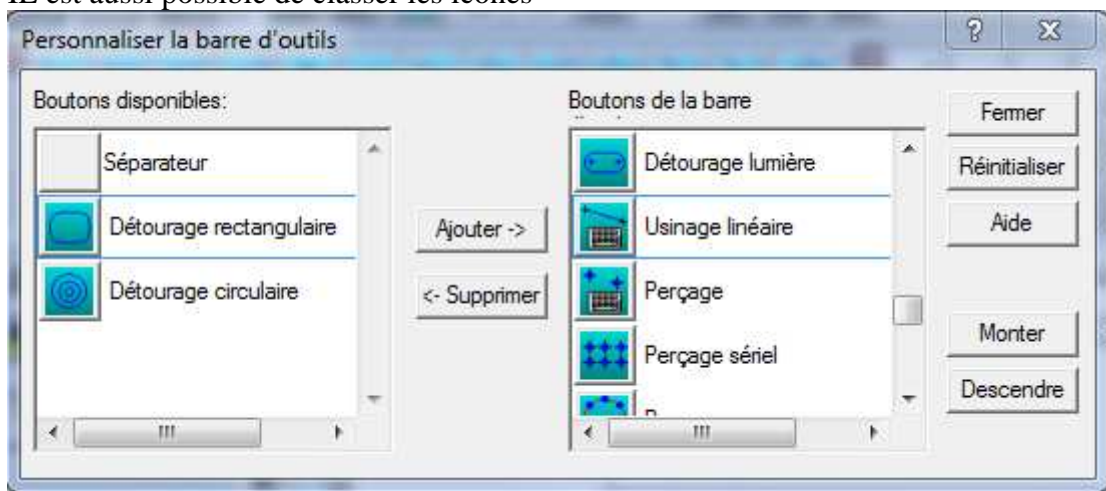 IL est aussi possible de classer les icônes
Personnaliser la barre d'outils
Boutons disponibles:
Séparateur
Détourage rectangulaire
Détourage circulaire
Ajouter ->
<- Supprimer
Boutons de la barre
Détourage lumière
Usinage linéaire
Perçage
Perçage sériel
Fermer
Réinitialiser
Aide
Monter
Descendre